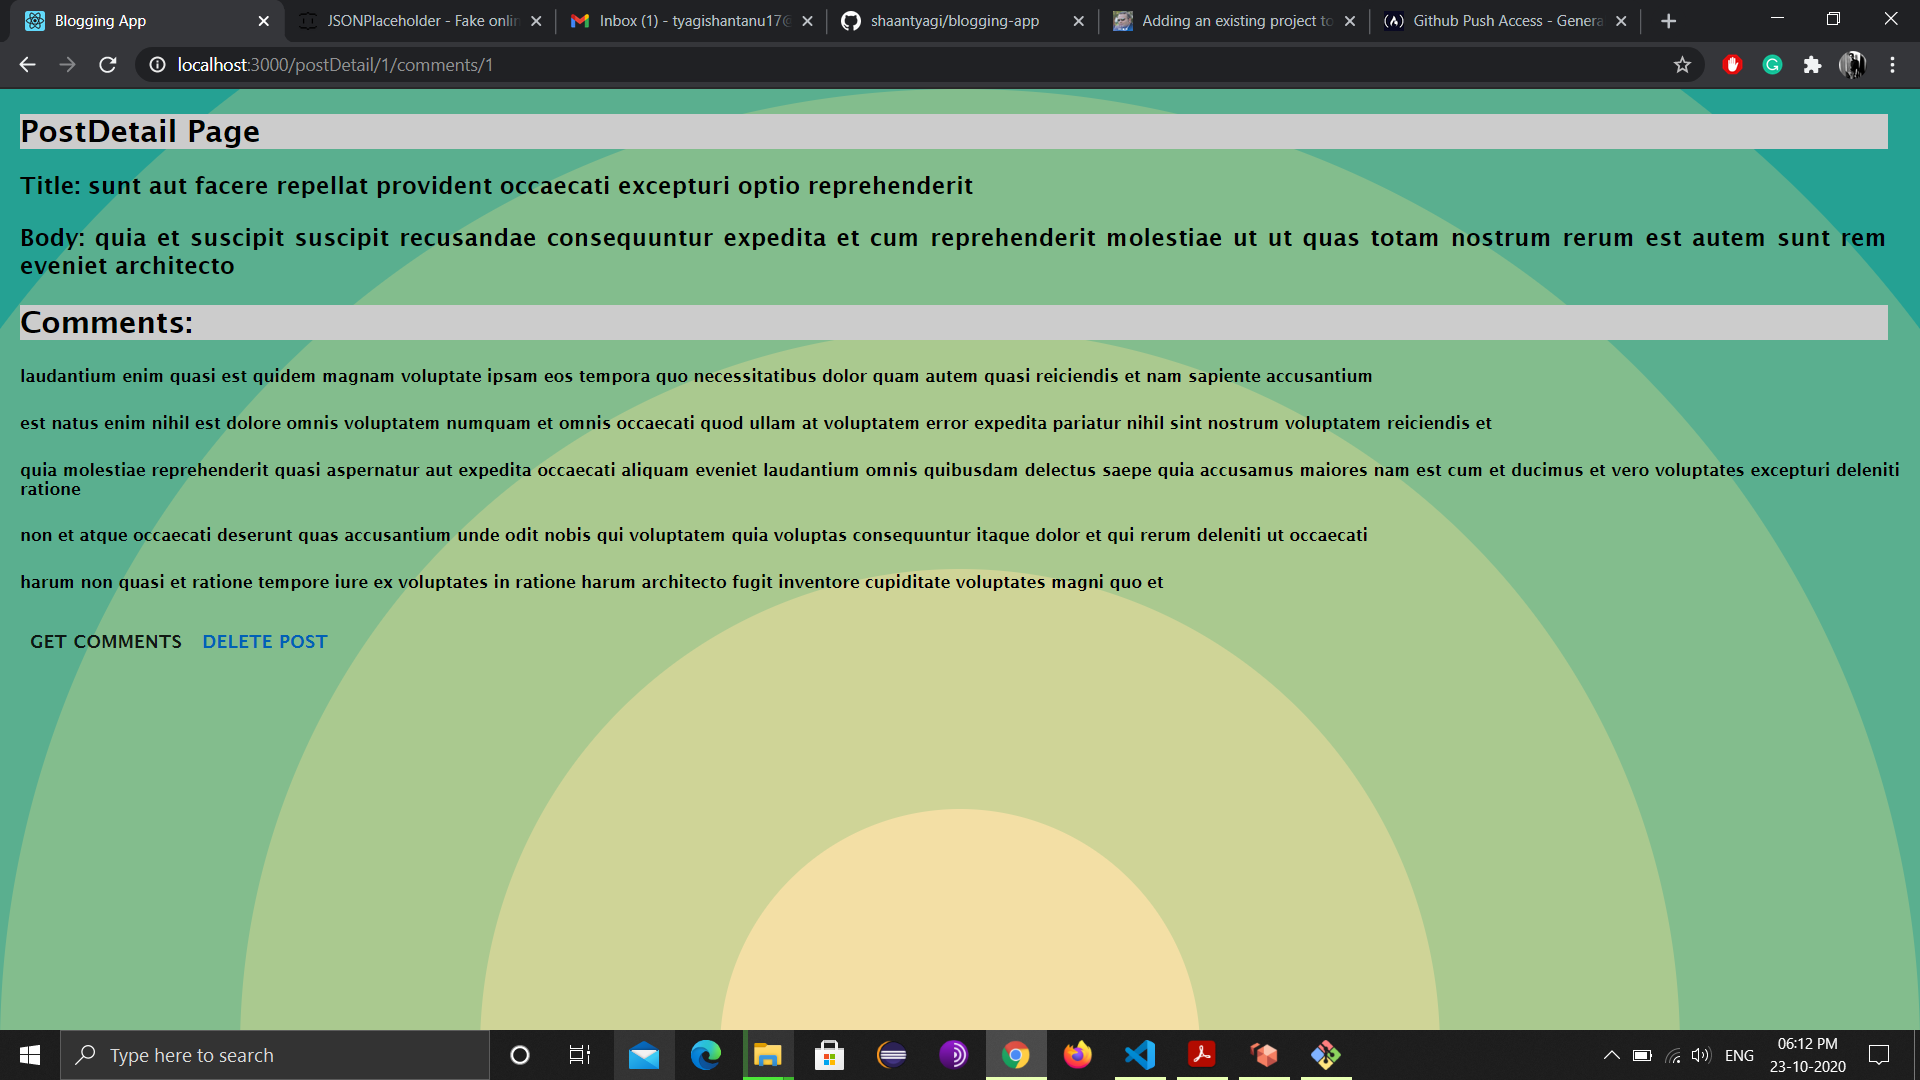 Blogging App
JSONPlaceholder - Fake onlin
Inbox (1) - tyagishantanu17@
shaantyagi/blogging-app
Adding an existing project to
Github Push Access - Genera
localhost:3000/postDetail/1/comments/1
PostDetail Page
Title: sunt aut facere repellat provident occaecati excepturi optio reprehenderit
Body: quia et suscipit suscipit recusandae consequuntur expedita et cum reprehenderit molestiae ut ut quas totam nostrum rerum est autem sunt rem
eveniet architecto
Comments:
laudantium enim quasi est quidem magnam voluptate ipsam eos tempora quo necessitatibus dolor quam autem quasi reiciendis et nam sapiente accusantium
est natus enim nihil est dolore omnis voluptatem numquam et omnis occaecati quod ullam at voluptatem error expedita pariatur nihil sint nostrum voluptatem reiciendis et
quia molestiae reprehenderit quasi aspernatur aut expedita occaecati aliquam eveniet laudantium omnis quibusdam delectus saepe quia accusamus maiores nam est cum et ducimus et vero voluptates excepturi deleniti
ratione
non et atque occaecati deserunt quas accusantium unde odit nobis qui voluptatem quia voluptas consequuntur itaque dolor et qui rerum deleniti ut occaecati
harum non quasi et ratione tempore iure ex voluptates in ratione harum architecto fugit inventore cupiditate voluptates magni quo et
GET COMMENTS DELETE POST
Type here to search
ENG
06:12 PM
23-10-2020